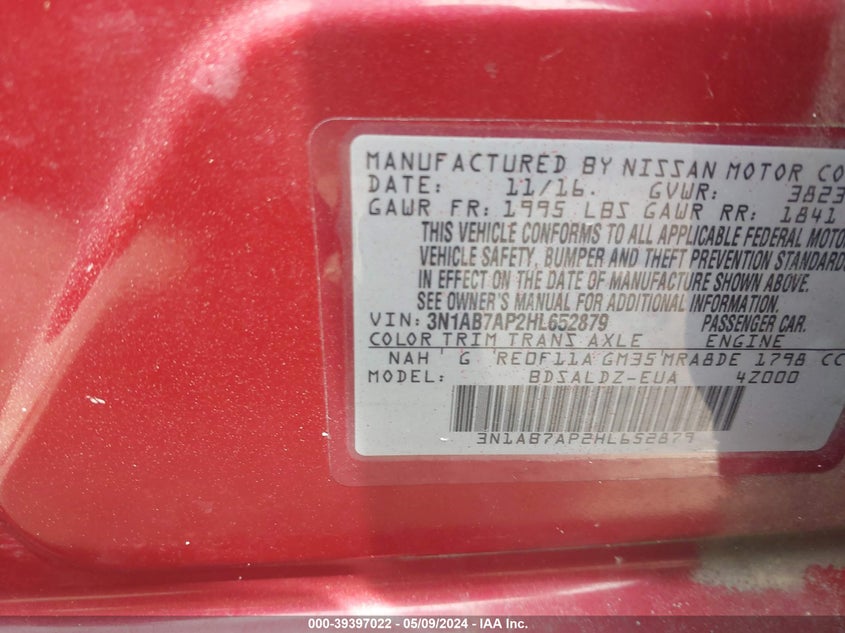 MANUFACTURED BY NISSAN MOTOR CO
DATE: 11/16. GVWR: 3823
GAWR FR: 1995 LBS GAWR RR: 1841
THIS VEHICLE CONFORMS TO ALL APPLICABLE FEDERAL MOTO
VEHICLE SAFETY, BUMPER AND THEFT PREVENTION STANDARDS
IN EFFECT ON THE DATE OF MANUFACTURE SHOWN ABOVE.
SEE OWNER'S MANUAL FOR ADDITIONAL INFORMATION.
VIN: 3N1AB7AP2HL652879 PASSENGER CAR.
COLOR TRIM TRANS AXLE ENGINE
NAH G RE0F11A GM35 MRA8DE 1798 CC
MODEL: BDSALDZ-EUA 4Z000
3N1AB7AP2HL652879
000-39397022 - 05/09/2024 - IAA Inc.